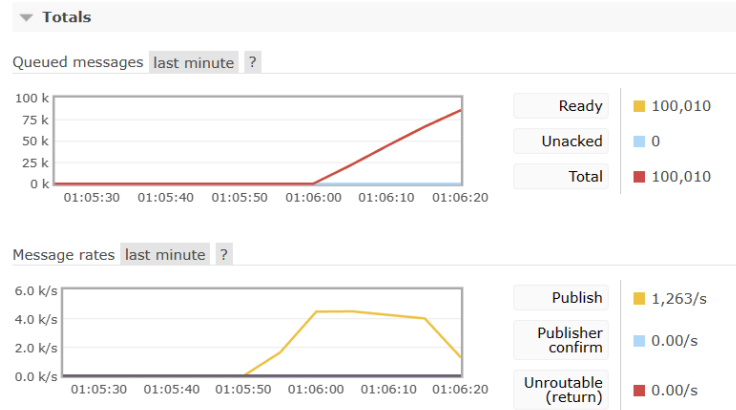 Totals
Queued messages last minute ?
100 k
75 k
50 k
25 k
0 k
01:05:30 01:05:40 01:05:50 01:06:00 01:06:10 01:06:20
Ready 100,010
Unacked 0
Total 100,010
Message rates last minute ?
6.0 k/s
4.0 k/s
2.0 k/s
0.0 k/s
01:05:30 01:05:40 01:05:50 01:06:00 01:06:10 01:06:20
Publish 1,263/s
Publisher
confirm 0.00/s
Unroutable
(return) 0.00/s